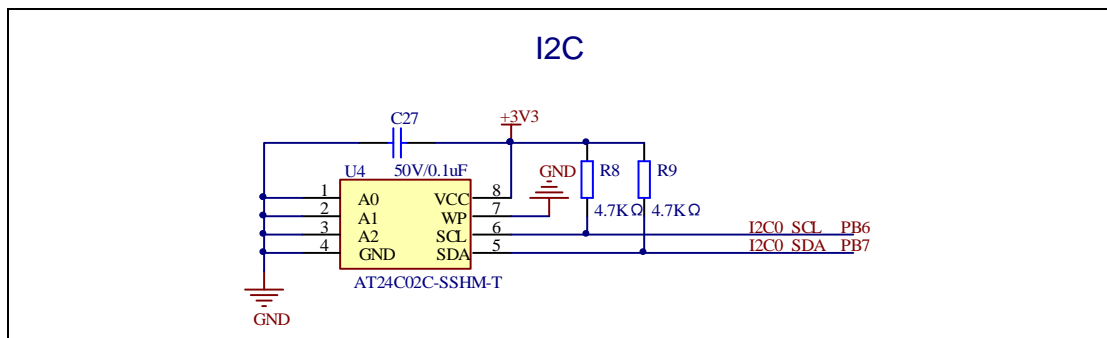 I2C
C27
+3V3
U4
50V/0.1uF
GND
R8
R9
1
A0
VCC
8
2
A1
WP
7
4.7KΩ
4.7KΩ
3
A2
SCL
6
I2C0_SCL
PB6
4
GND
SDA
5
I2C0_SDA
PB7
AT24C02C-SSHM-T
GND